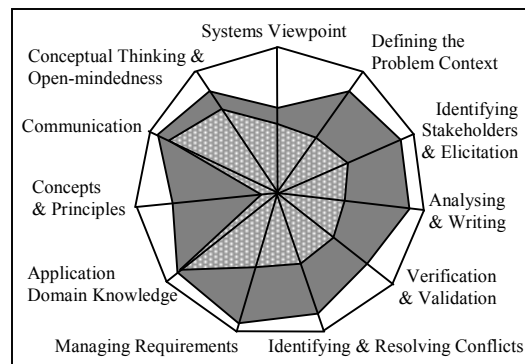 Systems Viewpoint
Defining the
Problem Context
Conceptual Thinking &
Open-mindedness
Identifying
Stakeholders
& Elicitation
Communication
Concepts
& Principles
Analysing
& Writing
Application
Domain Knowledge
Verification
& Validation
Managing Requirements
Identifying & Resolving Conflicts